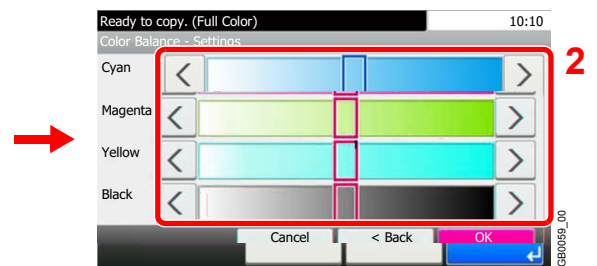 Ready to copy. (Full Color) 10:10
Color Balance - Settings
Cyan
2
Magenta
Yellow
Black
Cancel < Back OK
GB0059_00